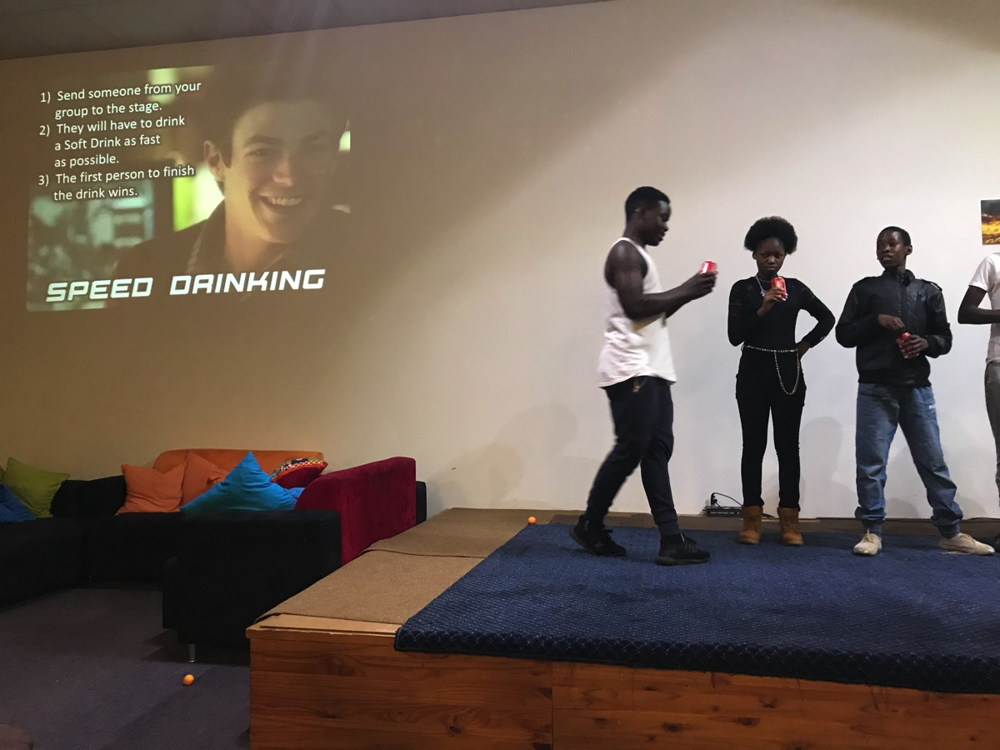 1) Send someone from your
group to the stage.
2) They will have to drink
a Soft Drink as fast
as possible.
3) The first person to finish
the drink wins.
SPEED DRINKING